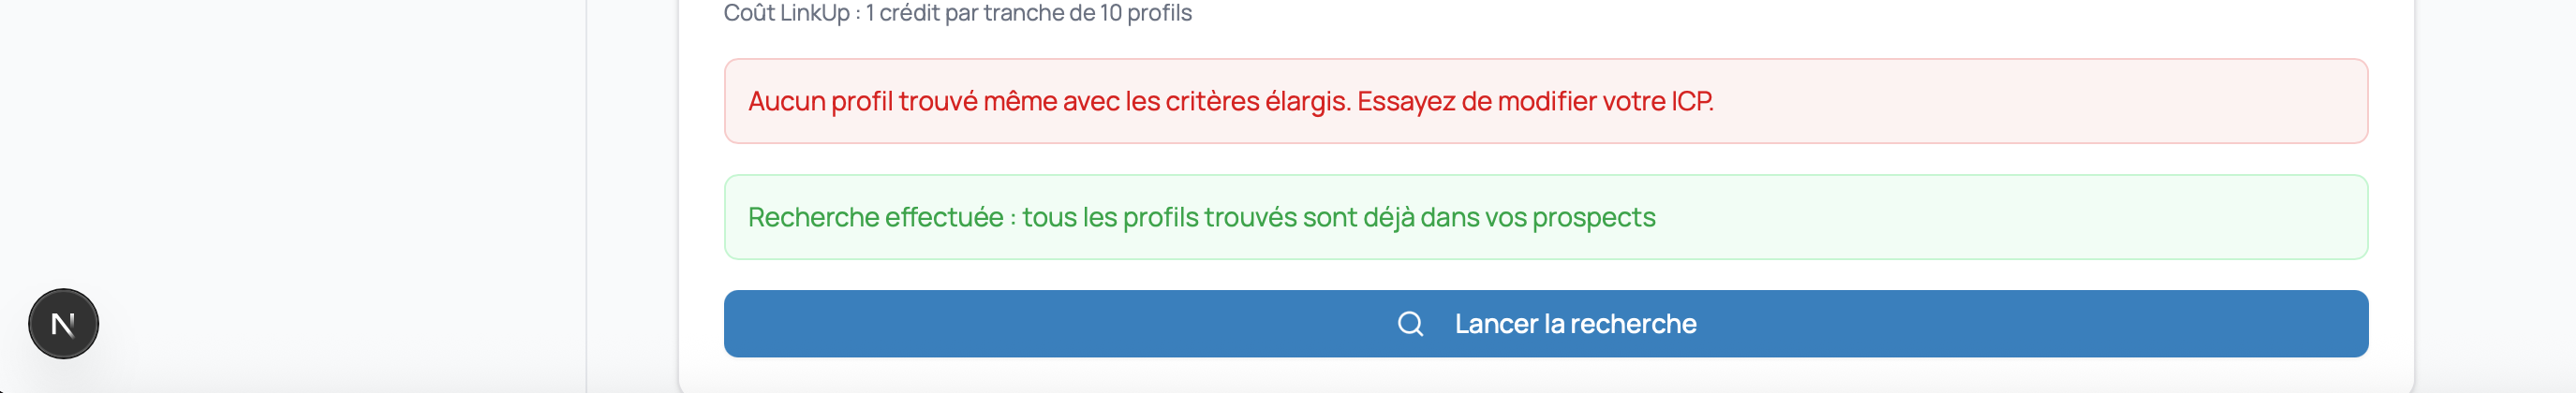 Coût LinkUp : 1 crédit par tranche de 10 profils
Aucun profil trouvé même avec les critères élargis. Essayez de modifier votre ICP.
Recherche effectuée : tous les profils trouvés sont déjà dans vos prospects
Lancer la recherche
N